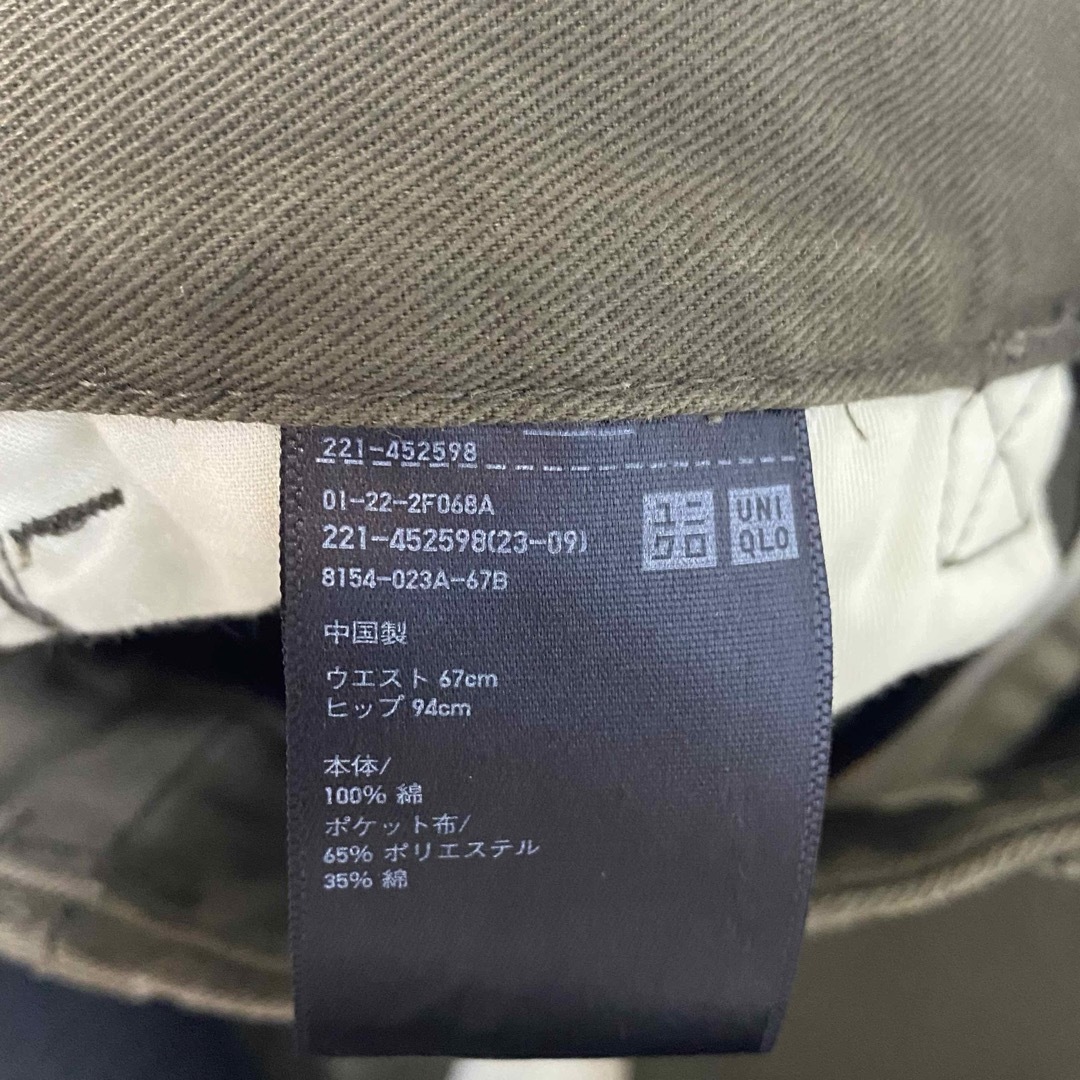 221-452598
01-22-2F068A
221-452598(23-09)
8154-023A-67B
ユニ
クロ
UNI
QLO
中国製
ウエスト 67cm
ヒップ 94cm
本体/
100% 綿
ポケット布/
65% ポリエステル
35% 綿